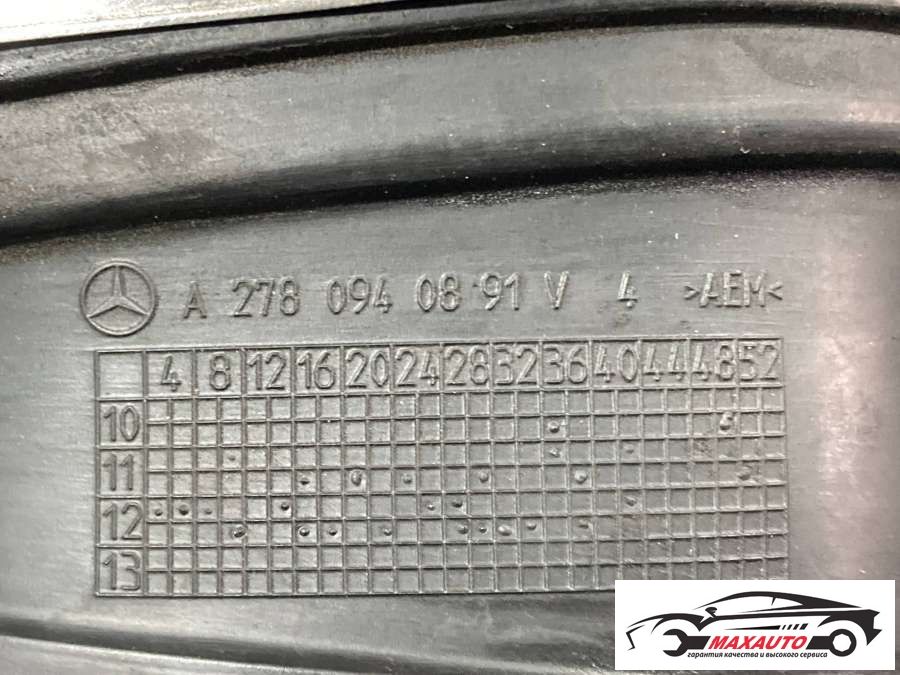 A 278 094 08 91 V 4 >AEM<
4 8 12 16 20 24 28 32 36 40 44 48 52
10
11
12
13
MAXAUTO
гарантия качества и высокого сервиса